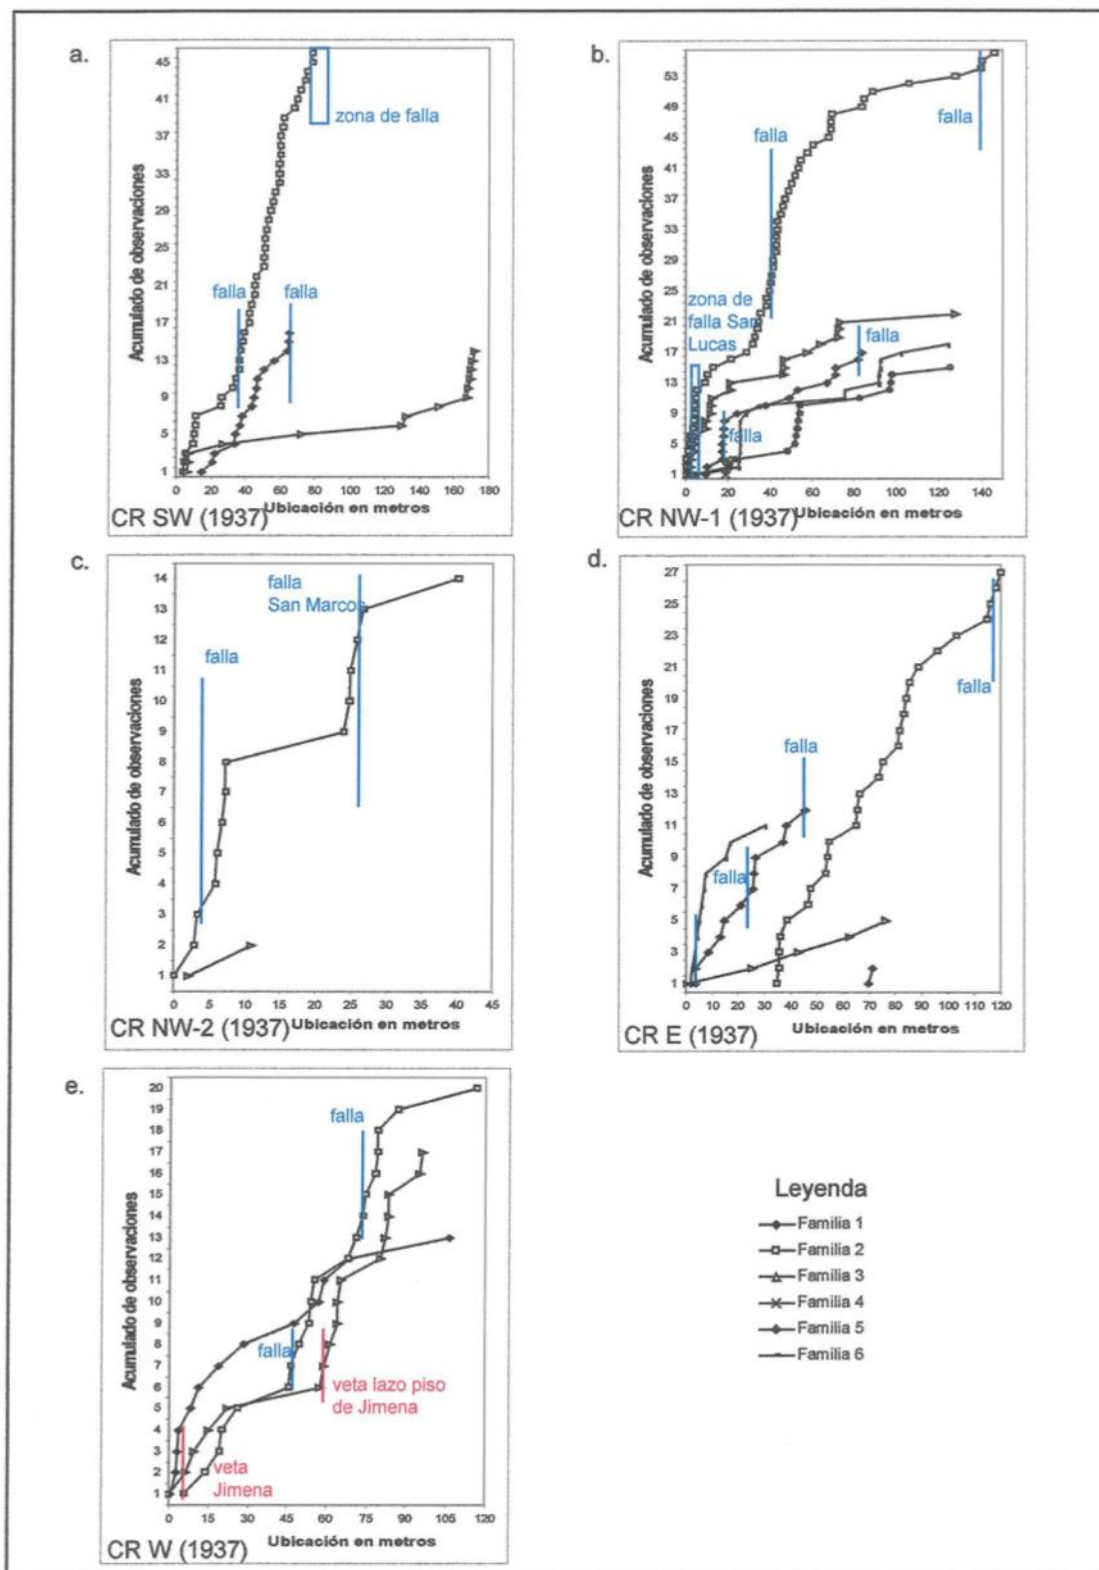 a.
45
41
37
33
29
25
21
17
13
9
5
1
Acumulado de observaciones
zona de falla
falla
falla
0 20 40 60 80 100 120 140 160 180
Ubicación en metros
CR SW (1937)
b.
53
49
45
41
37
33
29
25
21
17
13
9
5
1
Acumulado de observaciones
falla
falla
zona de
falla San
Lucas
falla
falla
0 20 40 60 80 100 120 140
Ubicación en metros
CR NW-1 (1937)
c.
14
13
12
11
10
9
8
7
6
5
4
3
2
1
Acumulado de observaciones
falla
San Marcos
falla
0 5 10 15 20 25 30 35 40 45
Ubicación en metros
CR NW-2 (1937)
d.
27
25
23
21
19
17
15
13
11
9
7
5
3
1
Acumulado de observaciones
falla
falla
falla
0 10 20 30 40 50 60 70 80 90 100 110 120
Ubicación en metros
CR E (1937)
e.
20
19
18
17
16
15
14
13
12
11
10
9
8
7
6
5
4
3
2
1
Acumulado de observaciones
falla
falla
veta lazo piso
de Jimena
veta
Jimena
0 15 30 45 60 75 90 105 120
Ubicación en metros
CR W (1937)
Leyenda
Familia 1
Familia 2
Familia 3
Familia 4
Familia 5
Familia 6